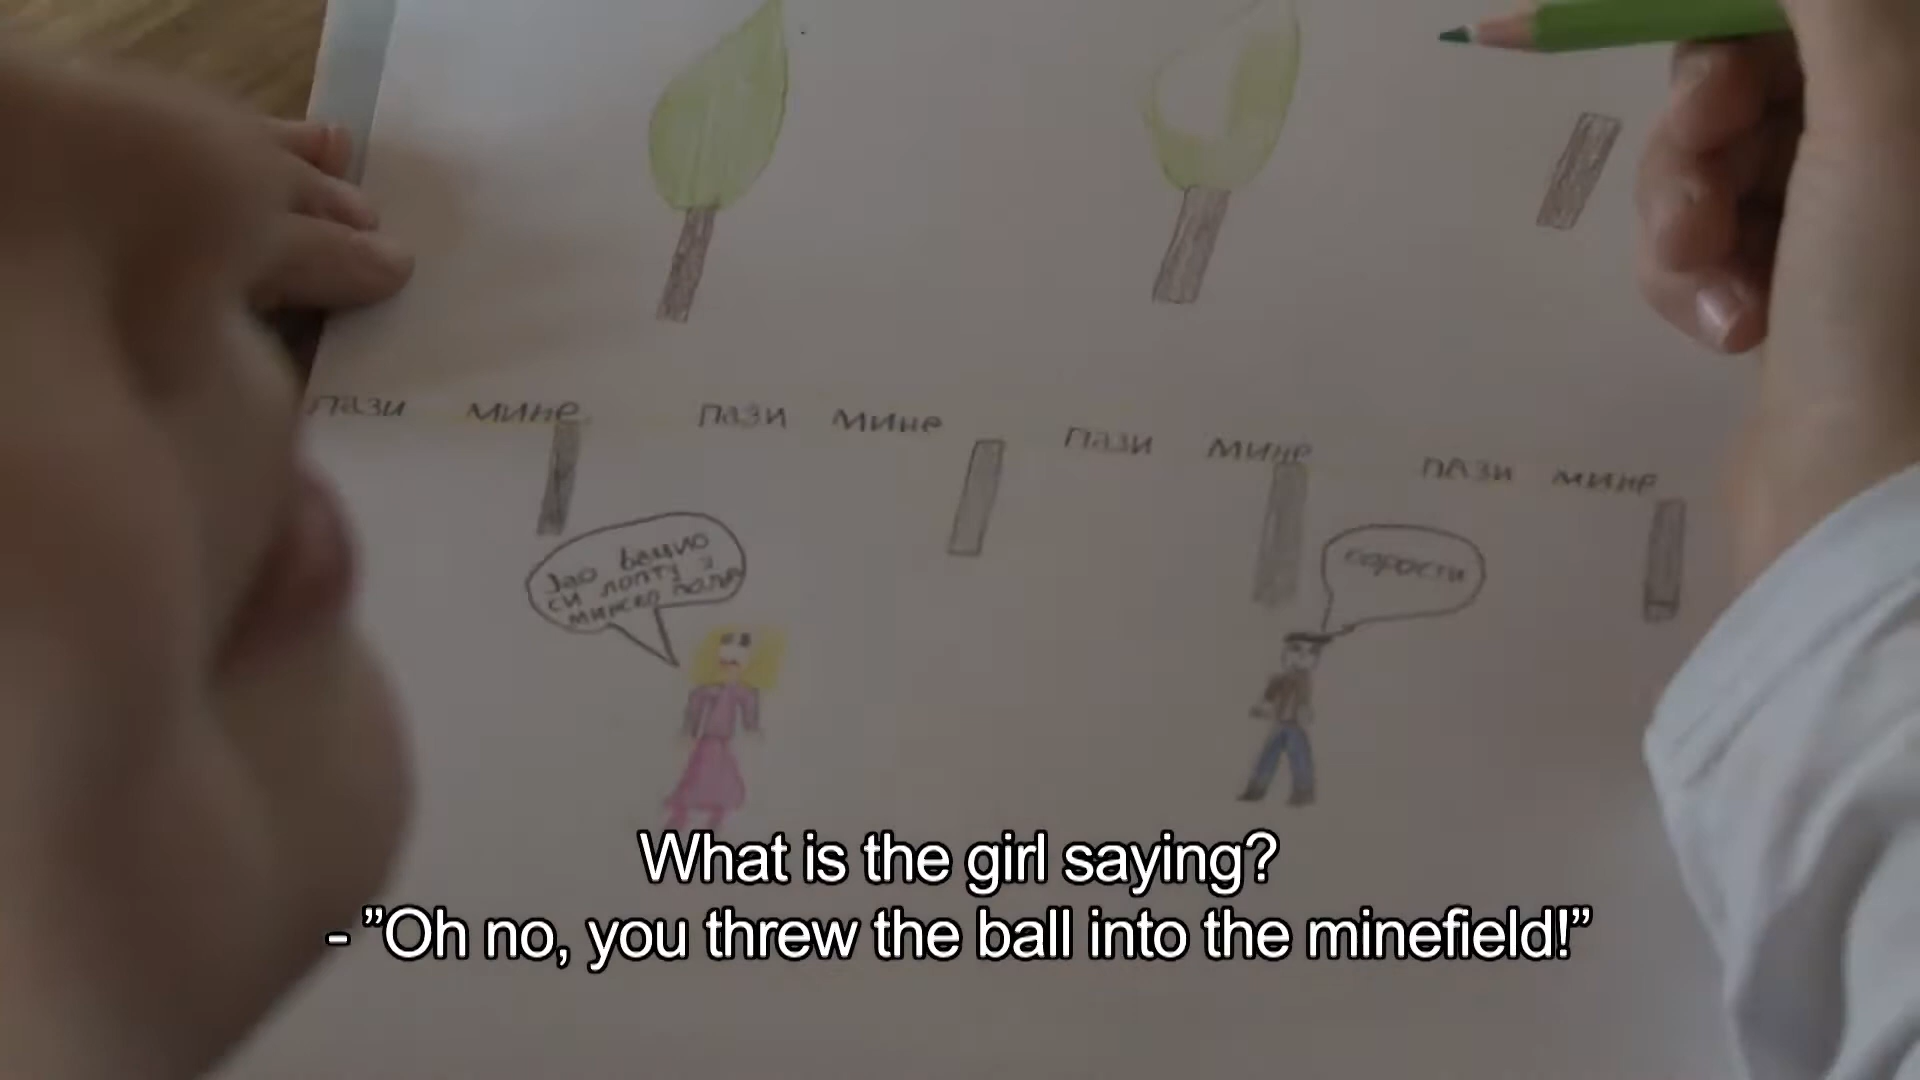 пази мине пази мине пази мине пази мине
Јао бацио
си лопту у
минско поље
опрости
What is the girl saying?
- ”Oh no, you threw the ball into the minefield!”